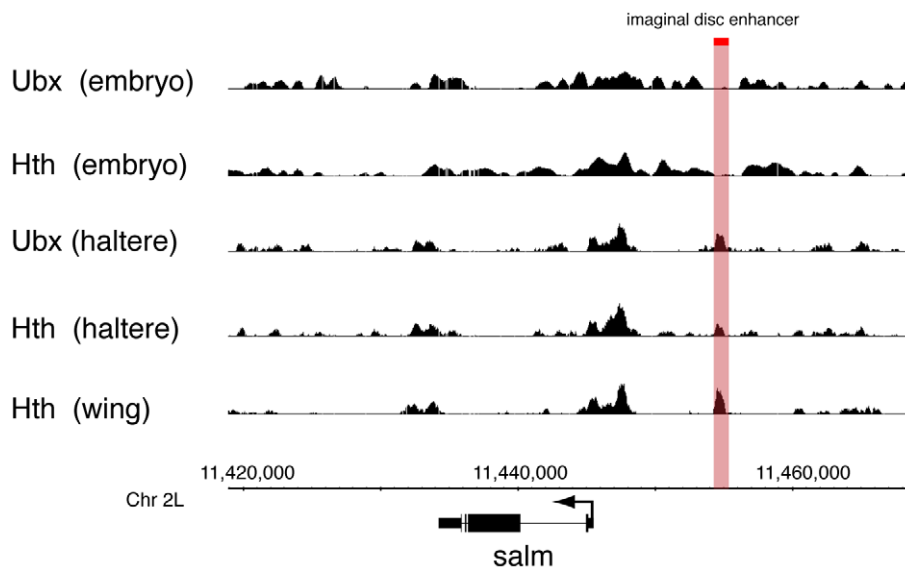 imaginal disc enhancer
Ubx (embryo)
Hth (embryo)
Ubx (haltere)
Hth (haltere)
Hth (wing)
11,420,000 11,440,000 11,460,000
Chr 2L
salm